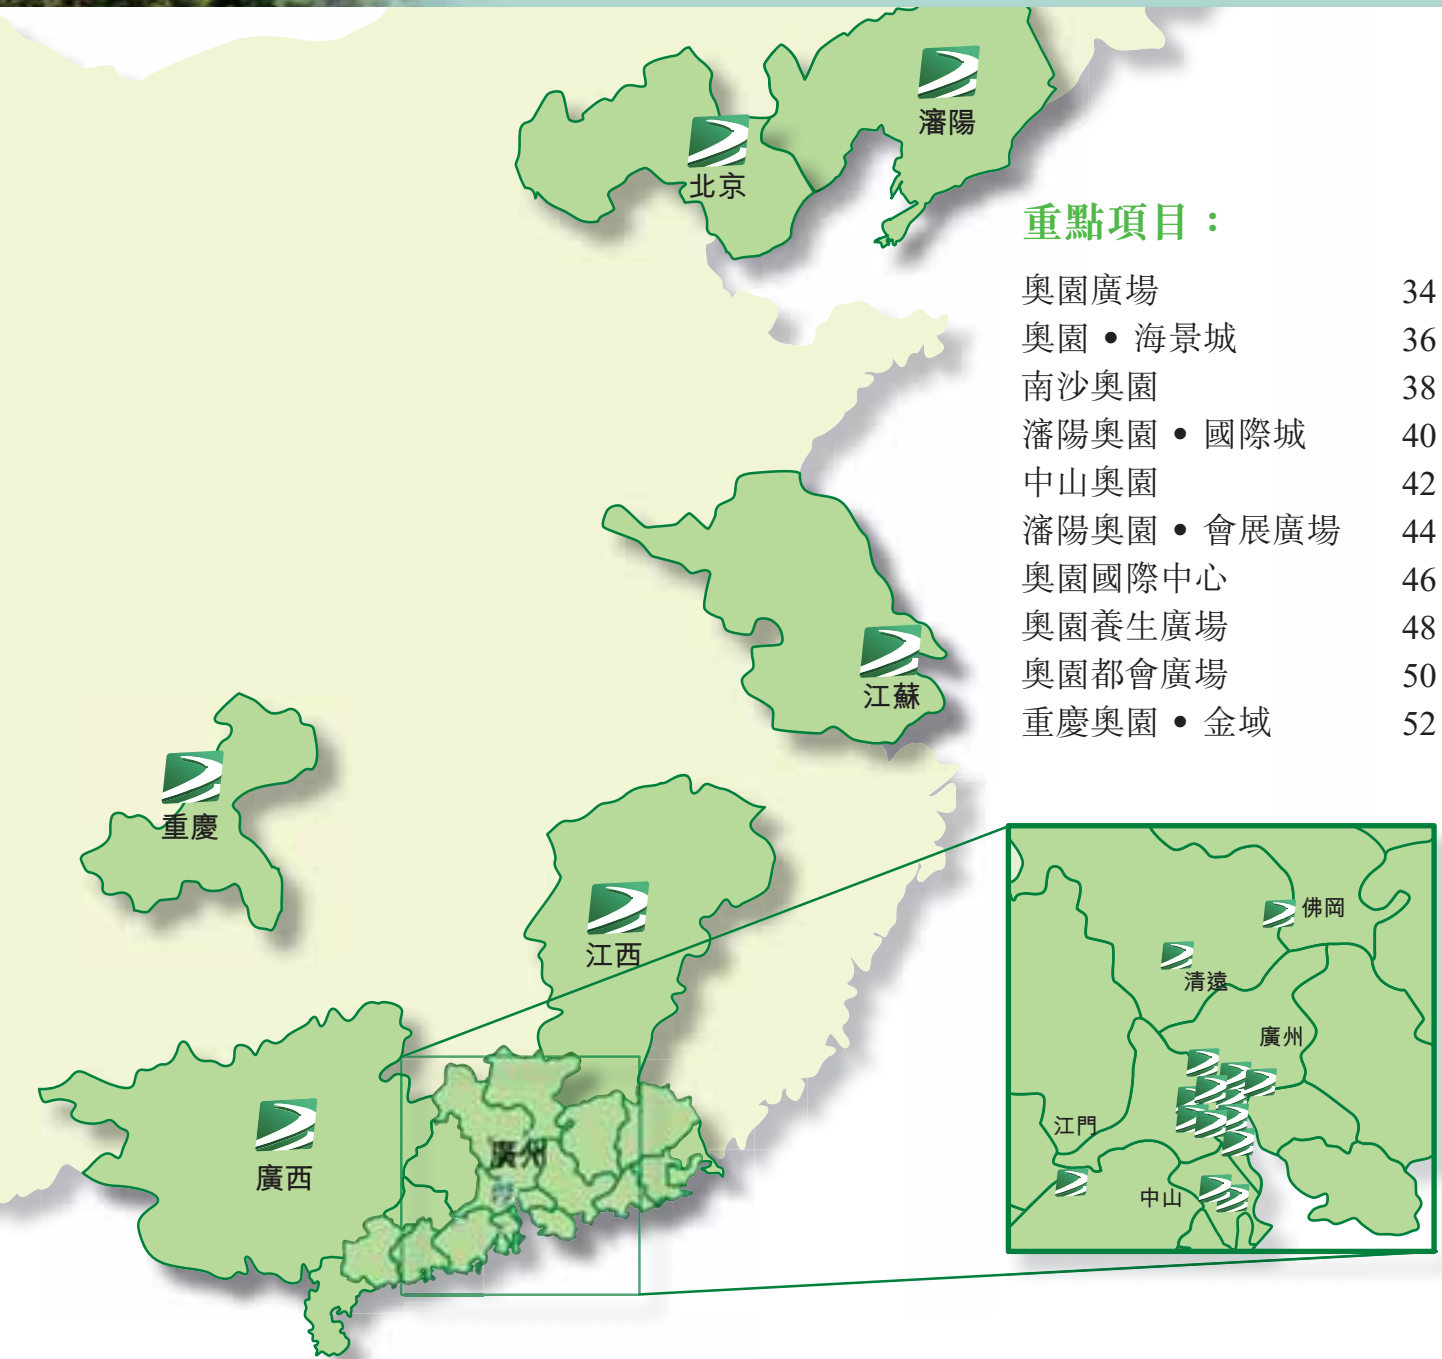 瀋陽
北京
重點項目：
奧園廣場 34
奧園 • 海景城 36
南沙奧園 38
瀋陽奧園 • 國際城 40
中山奧園 42
瀋陽奧園 • 會展廣場 44
奧園國際中心 46
奧園養生廣場 48
奧園都會廣場 50
重慶奧園 • 金域 52
江蘇
重慶
江西
佛岡
清遠
廣州
江門
中山
廣州
廣西